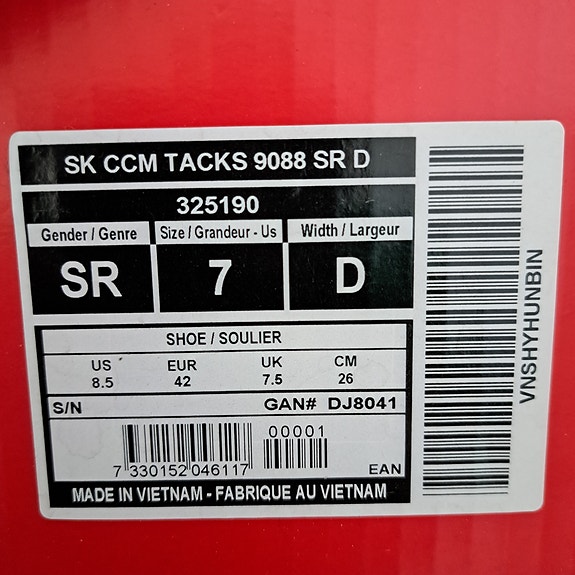 SK CCM TACKS 9088 SR D
325190
Gender / Genre Size / Grandeur - Us Width / Largeur
SR 7 D
SHOE / SOULIER
US EUR UK CM
8.5 42 7.5 26
S/N GAN# DJ8041
00001
7 330152 046117 EAN
MADE IN VIETNAM - FABRIQUE AU VIETNAM
VNSHYHUNBIN